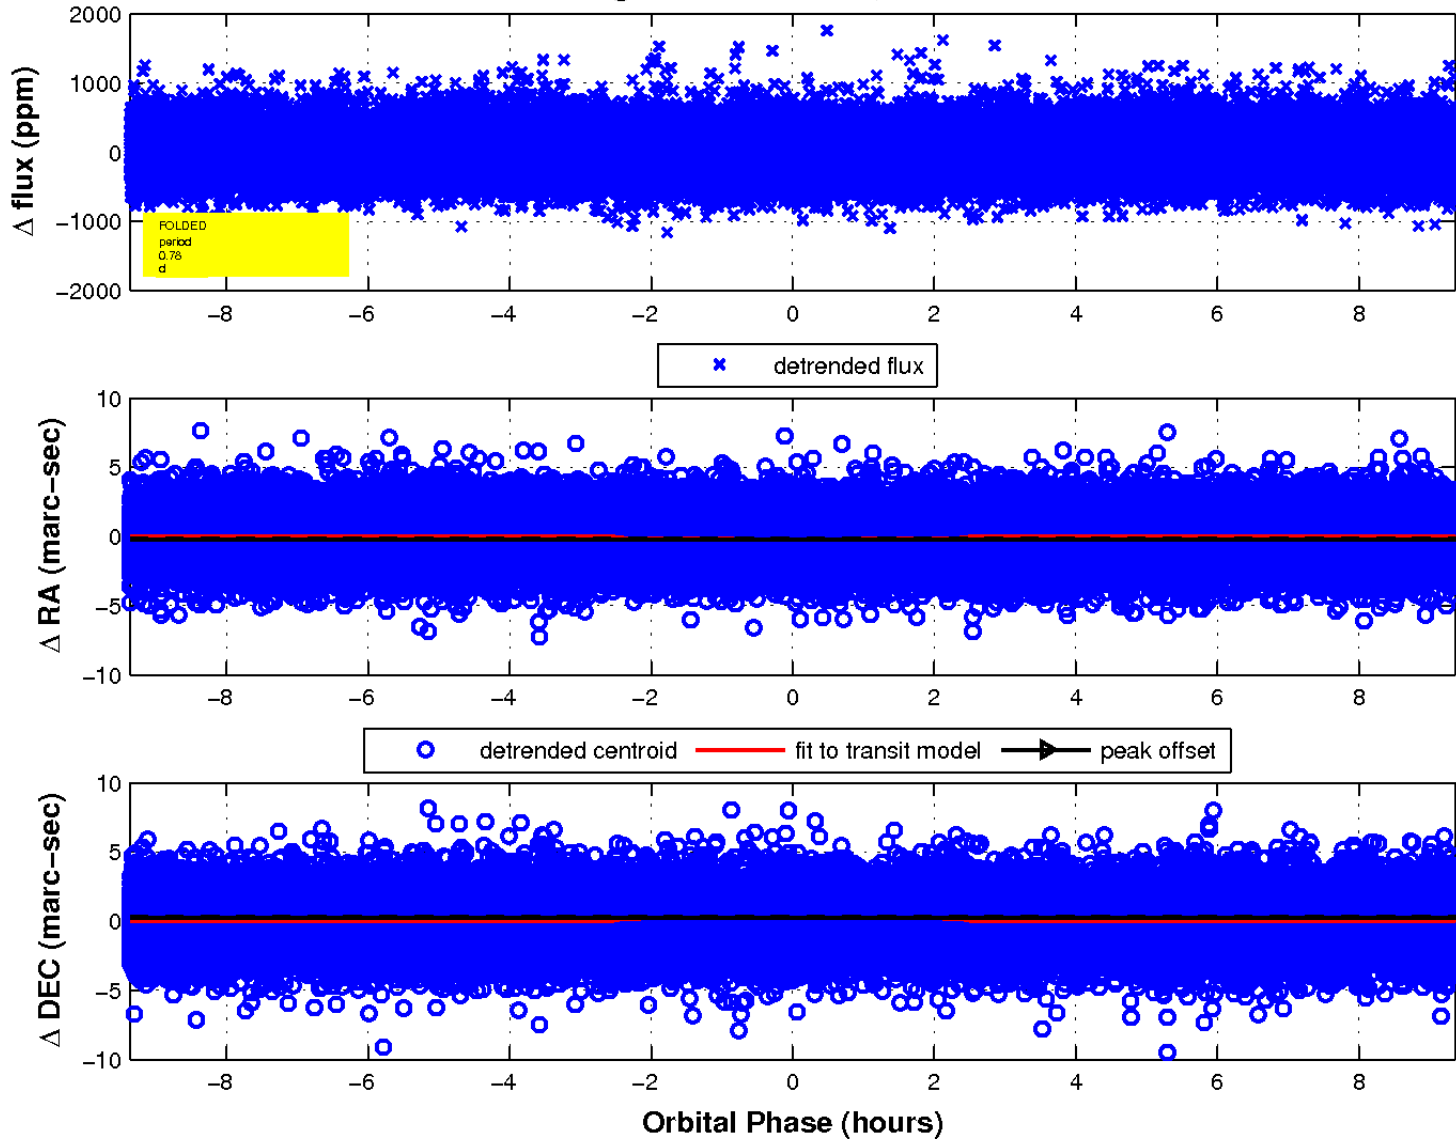 2000
1000
0
−1000
−2000
Δ flux (ppm)
FOLDED
period
0.78
d
−8 −6 −4 −2 0 2 4 6 8
detrended flux
10
5
0
−5
−10
Δ RA (marc−sec)
−8 −6 −4 −2 0 2 4 6 8
detrended centroid fit to transit model peak offset
10
5
0
−5
−10
Δ DEC (marc−sec)
−8 −6 −4 −2 0 2 4 6 8
Orbital Phase (hours)